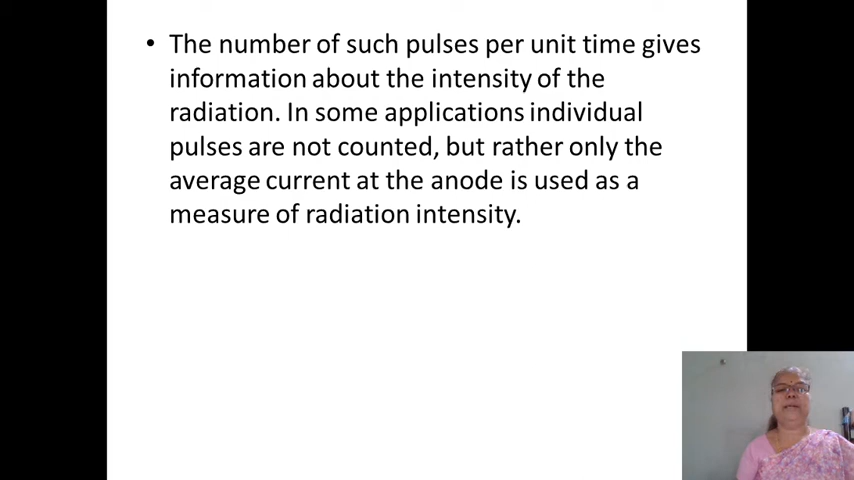 • The number of such pulses per unit time gives
information about the intensity of the
radiation. In some applications individual
pulses are not counted, but rather only the
average current at the anode is used as a
measure of radiation intensity.